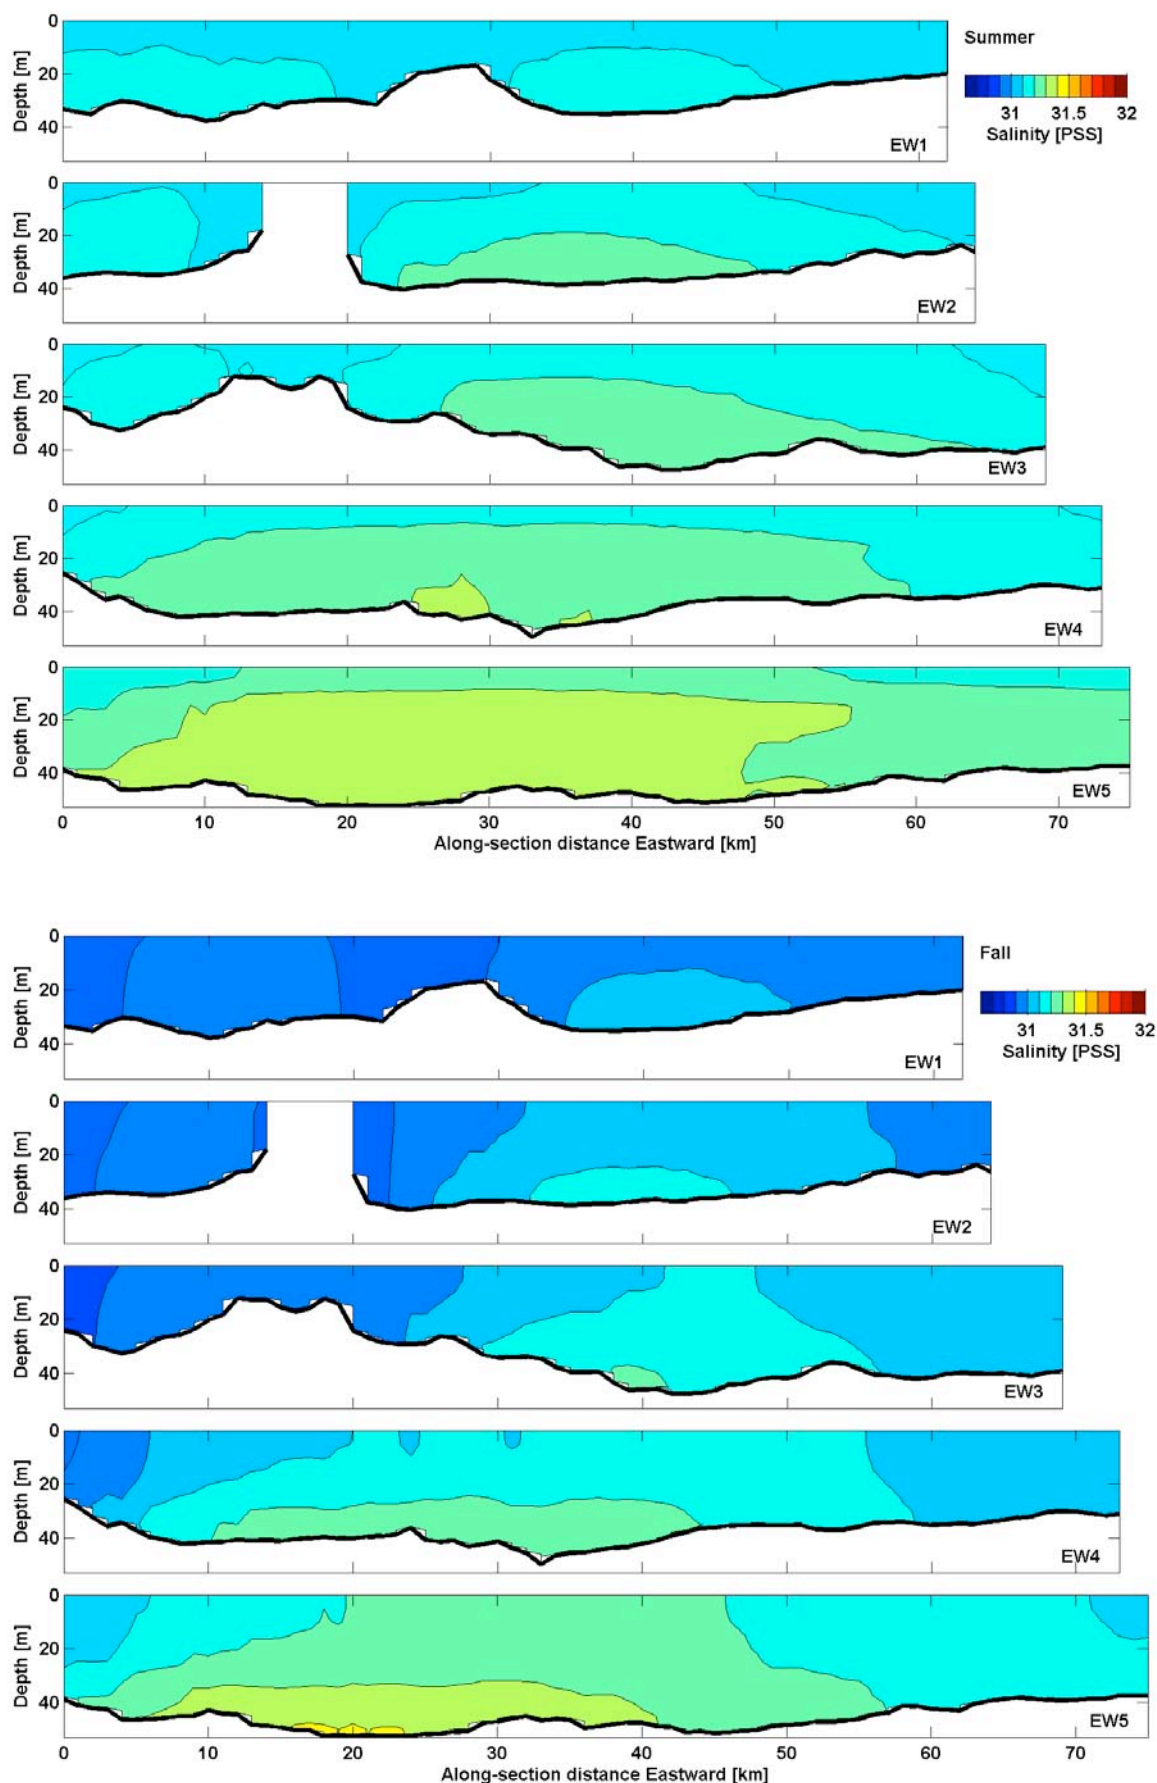 Summer
31 31.5 32
Salinity [PSS]
Depth [m]
0
20
40
EW1
Depth [m]
0
20
40
EW2
Depth [m]
0
20
40
EW3
Depth [m]
0
20
40
EW4
Depth [m]
0
20
40
EW5
0 10 20 30 40 50 60 70
Along-section distance Eastward [km]
Fall
31 31.5 32
Salinity [PSS]
Depth [m]
0
20
40
EW1
Depth [m]
0
20
40
EW2
Depth [m]
0
20
40
EW3
Depth [m]
0
20
40
EW4
Depth [m]
0
20
40
EW5
0 10 20 30 40 50 60 70
Along-section distance Eastward [km]